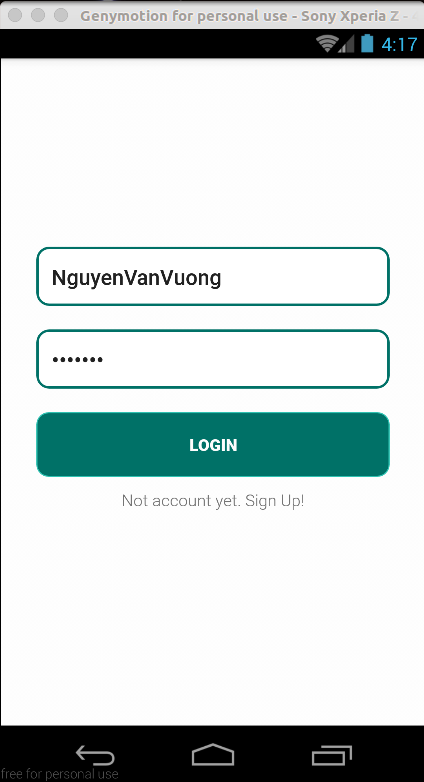 Genymotion for personal use - Sony Xperia Z -
4:17
NguyenVanVuong
•••••••
LOGIN
Not account yet. Sign Up!
free for personal use